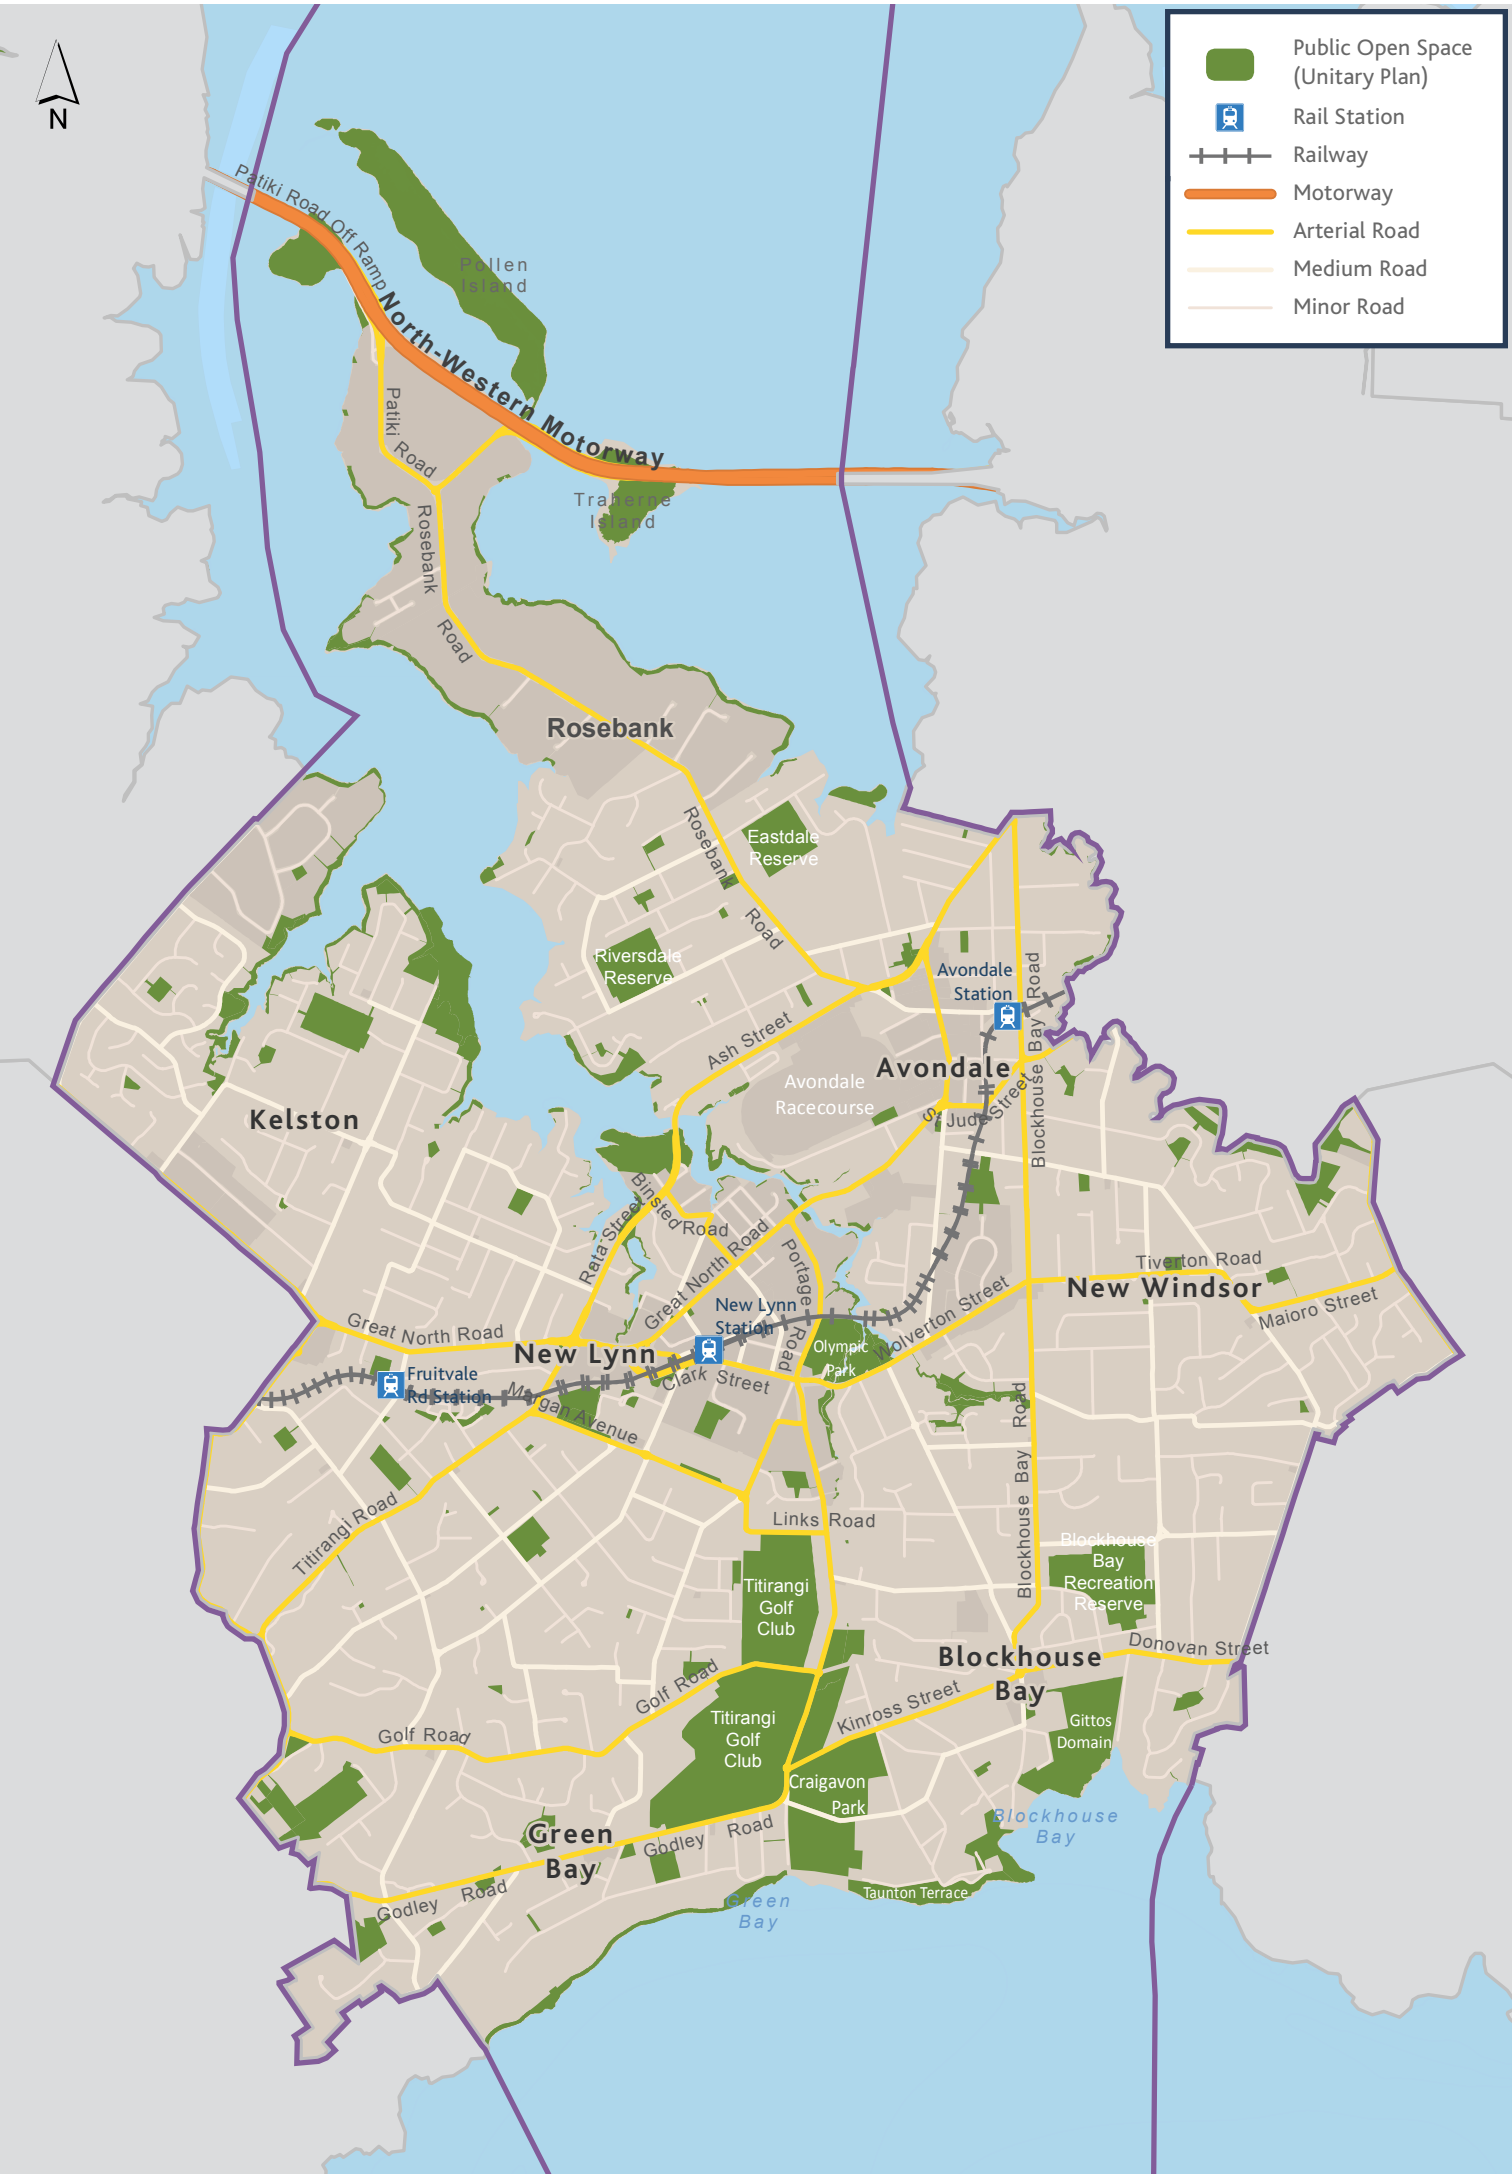 Public Open Space
(Unitary Plan)
Rail Station
Railway
Motorway
Arterial Road
Medium Road
Minor Road
N
Patiki Road Off Ramp
Pollen
Island
North-Western Motorway
Patiki
Road
Traherne
Island
Rosebank
Road
Rosebank
Rosebank
Road
Eastdale
Reserve
Riversdale
Reserve
Avondale
Station
Blockhouse Bay Road
Ash Street
Avondale
Avondale
Racecourse
St Jude Street
Kelston
Binsted Road
Rata Street
Great North Road
Portage
Road
Tiverton Road
New Windsor
Maioro Street
New Lynn
Station
Wolverton Street
Great North Road
New Lynn
Olympic
Park
Fruitvale
Rd Station
Clark Street
Margan Avenue
Blockhouse Bay Road
Titirangi Road
Links Road
Blockhouse
Bay
Recreation
Reserve
Titirangi
Golf
Club
Donovan Street
Blockhouse
Bay
Golf Road
Kinross Street
Golf Road
Titirangi
Golf
Club
Gittos
Domain
Craigavon
Park
Blockhouse
Bay
Green
Bay
Godley Road
Godley Road
Taunton Terrace
Green
Bay